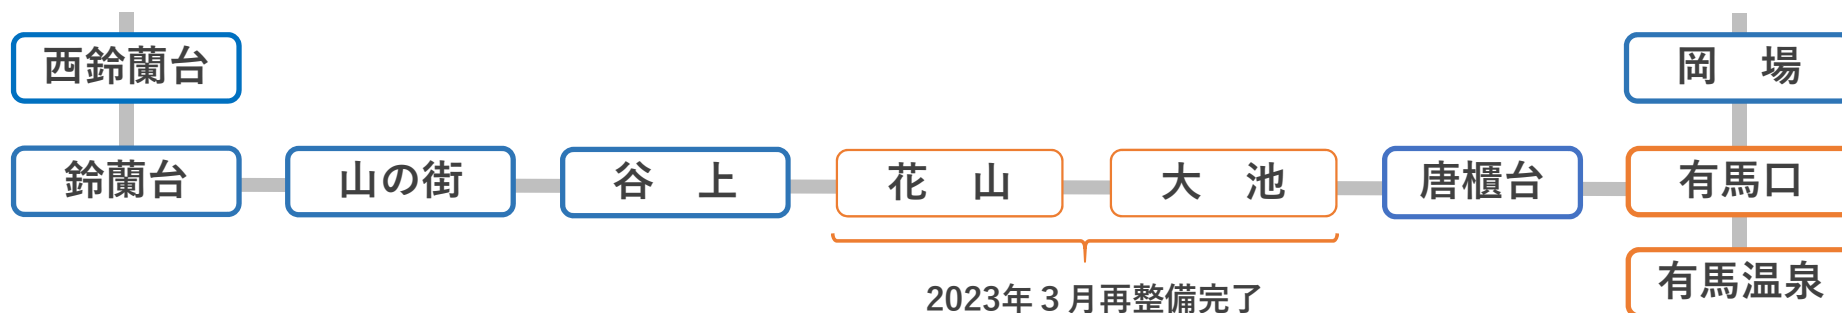 西鈴蘭台
岡　場
鈴蘭台
山の街
谷　上
花　山
大　池
唐櫃台
有馬口
有馬温泉
2023年３月再整備完了